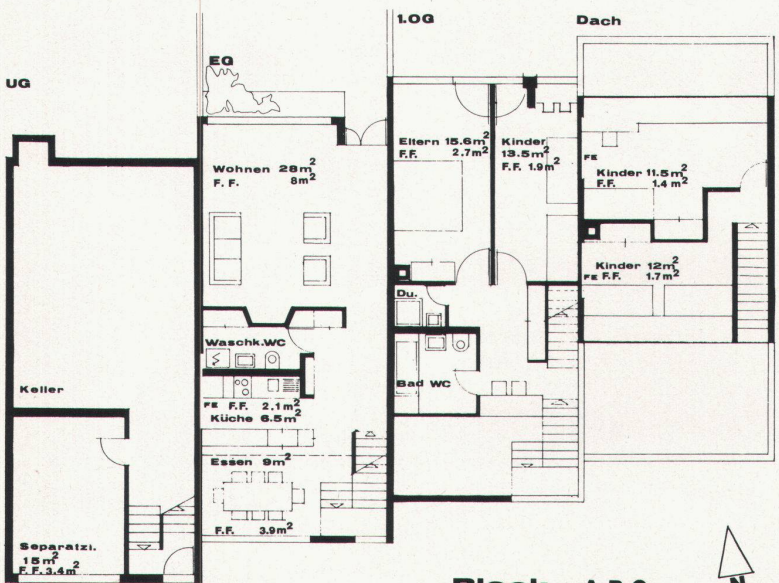 UG
Keller
Separatzi.
15m²
F.F. 3.4m²
EG
Wohnen 28m²
F.F. 8m²
Waschk.WC
FE F.F. 2.1m²
Küche 6.5m²
Essen 9m²
F.F. 3.9m²
1.OG
Eltern 15.6m²
F.F. 2.7m²
Kinder
13.5m²
F.F. 1.9m²
Du.
Bad WC
Dach
FE
Kinder 11.5m²
F.F. 1.4 m²
Kinder 12m²
FE F.F. 1.7m²
N